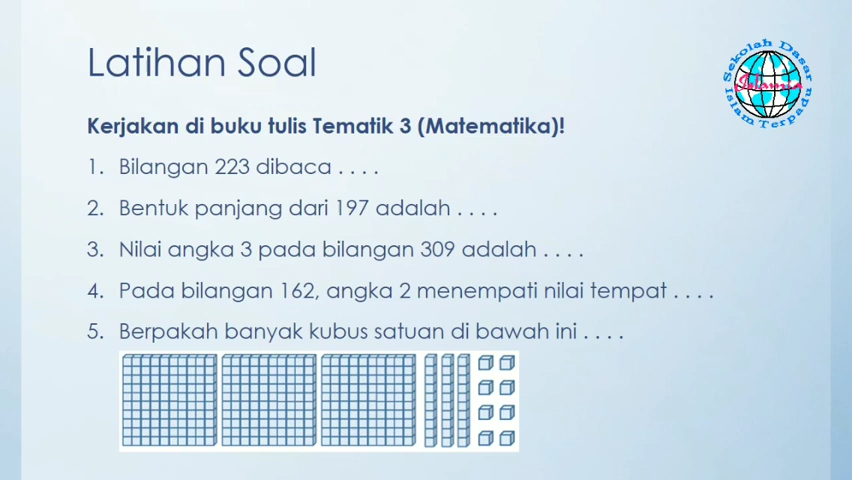 Latihan Soal
Sekolah Dasar
Islamia
Islam Terpadu
Kerjakan di buku tulis Tematik 3 (Matematika)!
1. Bilangan 223 dibaca . . . .
2. Bentuk panjang dari 197 adalah . . . .
3. Nilai angka 3 pada bilangan 309 adalah . . . .
4. Pada bilangan 162, angka 2 menempati nilai tempat . . . .
5. Berpakah banyak kubus satuan di bawah ini . . . .